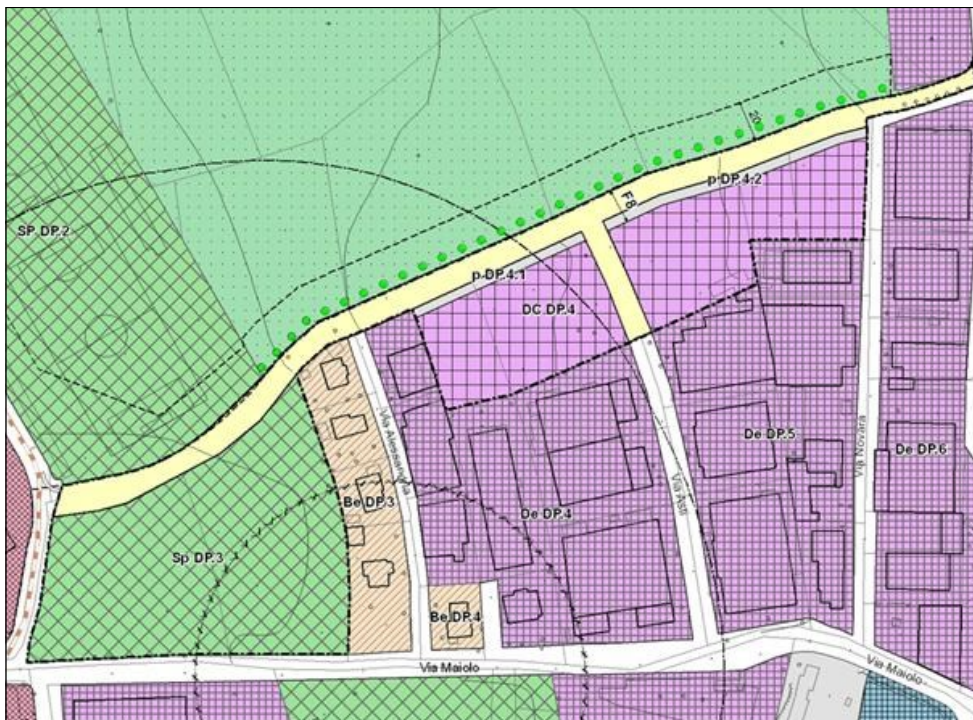 20
p DP.4.2
F8
SP DP.2
p DP.4.1
DC DP.4
Via Alessandria
Via Novara
De DP.5
De DP.6
Via Asti
Be DP.3
De DP.4
Sp DP.3
Be DP.4
Via Maiolo
Via Maiolo